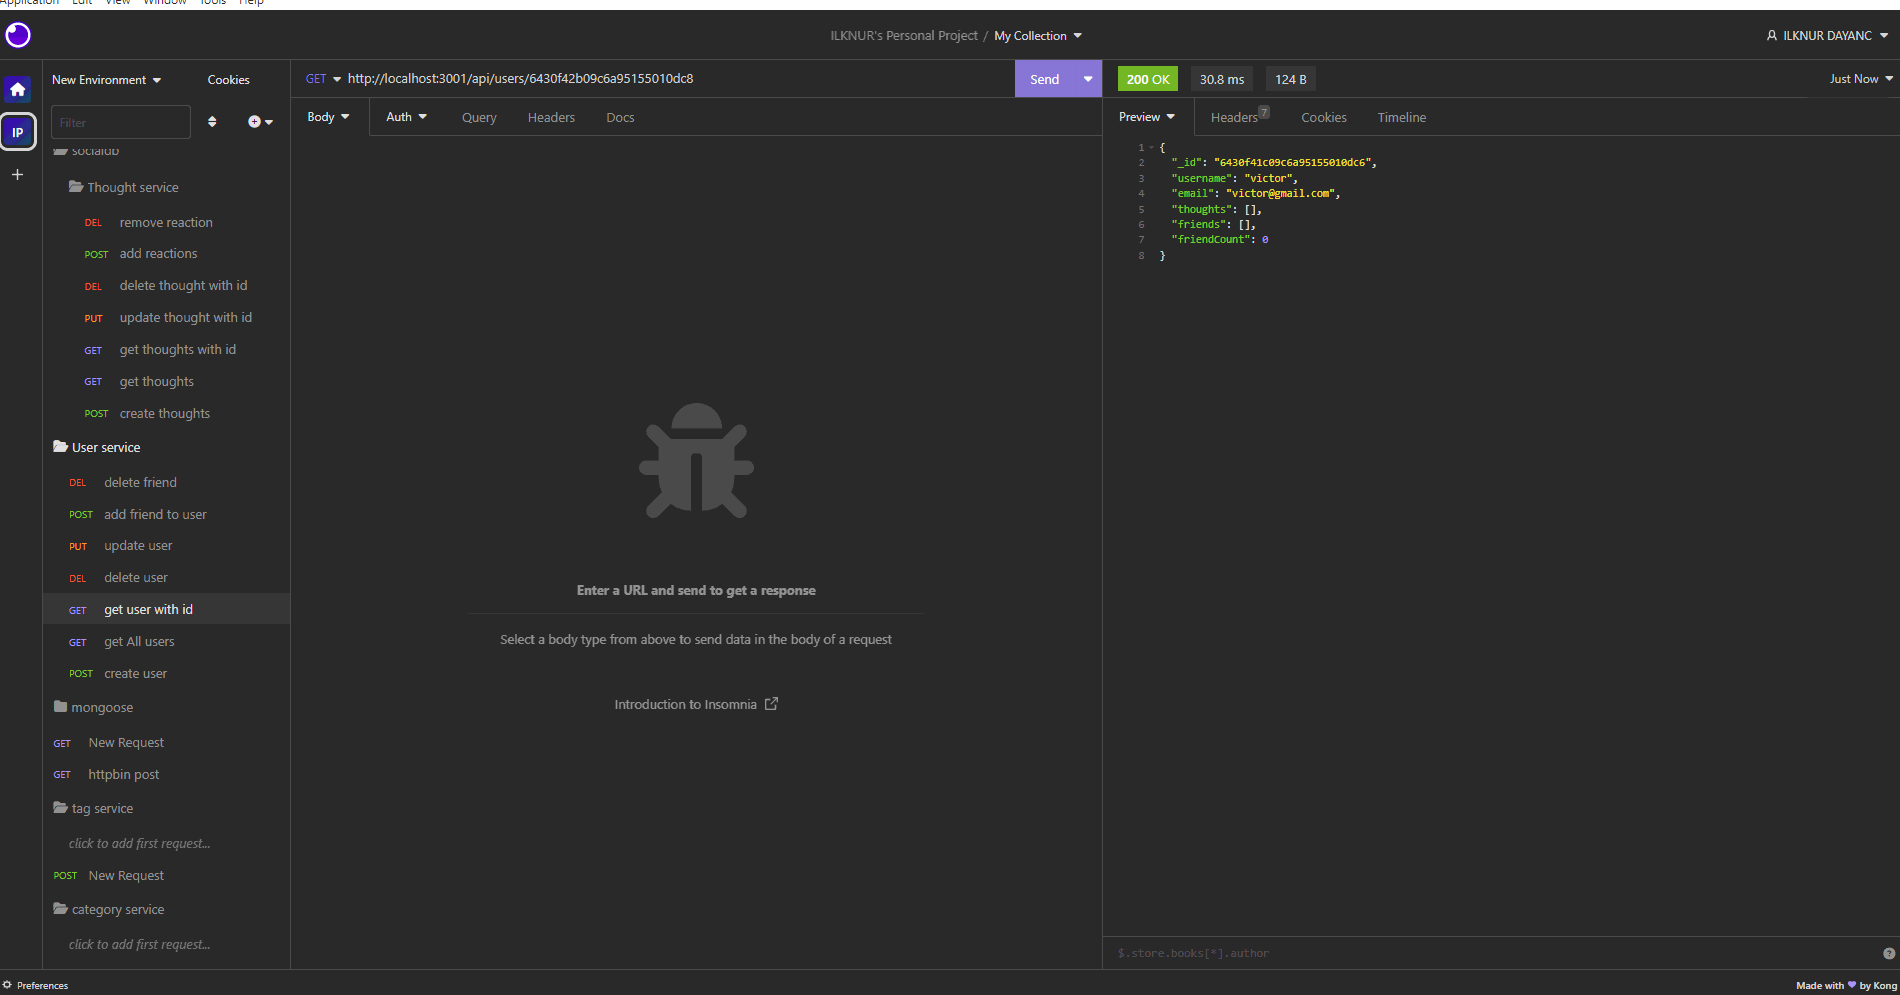 Application Edit View Window Tools Help
ILKNUR's Personal Project / My Collection
ILKNUR DAYANC
New Environment
Cookies
GET http://localhost:3001/api/users/6430f42b09c6a95155010dc8
Send
200 OK
30.8 ms
124 B
Just Now
IP
Filter
Body
Auth
Query
Headers
Docs
Preview
Headers 7
Cookies
Timeline
socialdb
Thought service
DEL remove reaction
POST add reactions
DEL delete thought with id
PUT update thought with id
GET get thoughts with id
GET get thoughts
POST create thoughts
User service
DEL delete friend
POST add friend to user
PUT update user
DEL delete user
GET get user with id
GET get All users
POST create user
mongoose
GET New Request
GET httpbin post
tag service
click to add first request...
POST New Request
category service
click to add first request...
Enter a URL and send to get a response
Select a body type from above to send data in the body of a request
Introduction to Insomnia
1 {
2 "_id": "6430f41c09c6a95155010dc6",
3 "username": "victor",
4 "email": "victor@gmail.com",
5 "thoughts": [],
6 "friends": [],
7 "friendCount": 0
8 }
$.store.books[*].author
Preferences
Made with by Kong